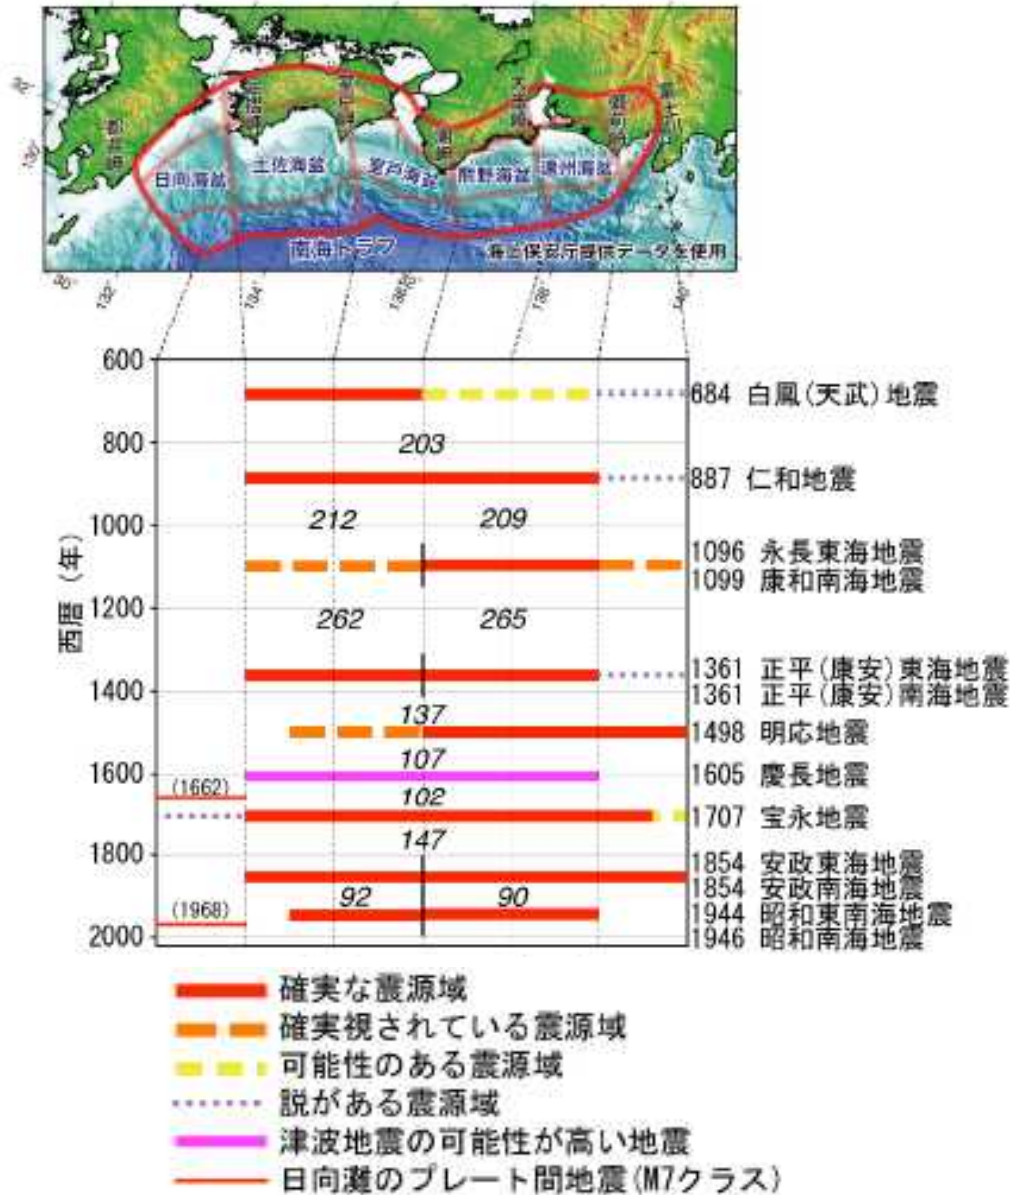 日向海盆
土佐海盆
室戸海盆
熊野海盆
遠州海盆
南海トラフ
海上保安庁提供データを使用
132°
134°
136°
138°
140°
西暦(年)
600
800
1000
1200
1400
1600
1800
2000
203
212
209
262
265
137
107
102
147
92
90
(1662)
(1968)
684 白鳳(天武)地震
887 仁和地震
1096 永長東海地震
1099 康和南海地震
1361 正平(康安)東海地震
1361 正平(康安)南海地震
1498 明応地震
1605 慶長地震
1707 宝永地震
1854 安政東海地震
1854 安政南海地震
1944 昭和東南海地震
1946 昭和南海地震
確実な震源域
確実視されている震源域
可能性のある震源域
説がある震源域
津波地震の可能性が高い地震
日向灘のプレート間地震(M7クラス)